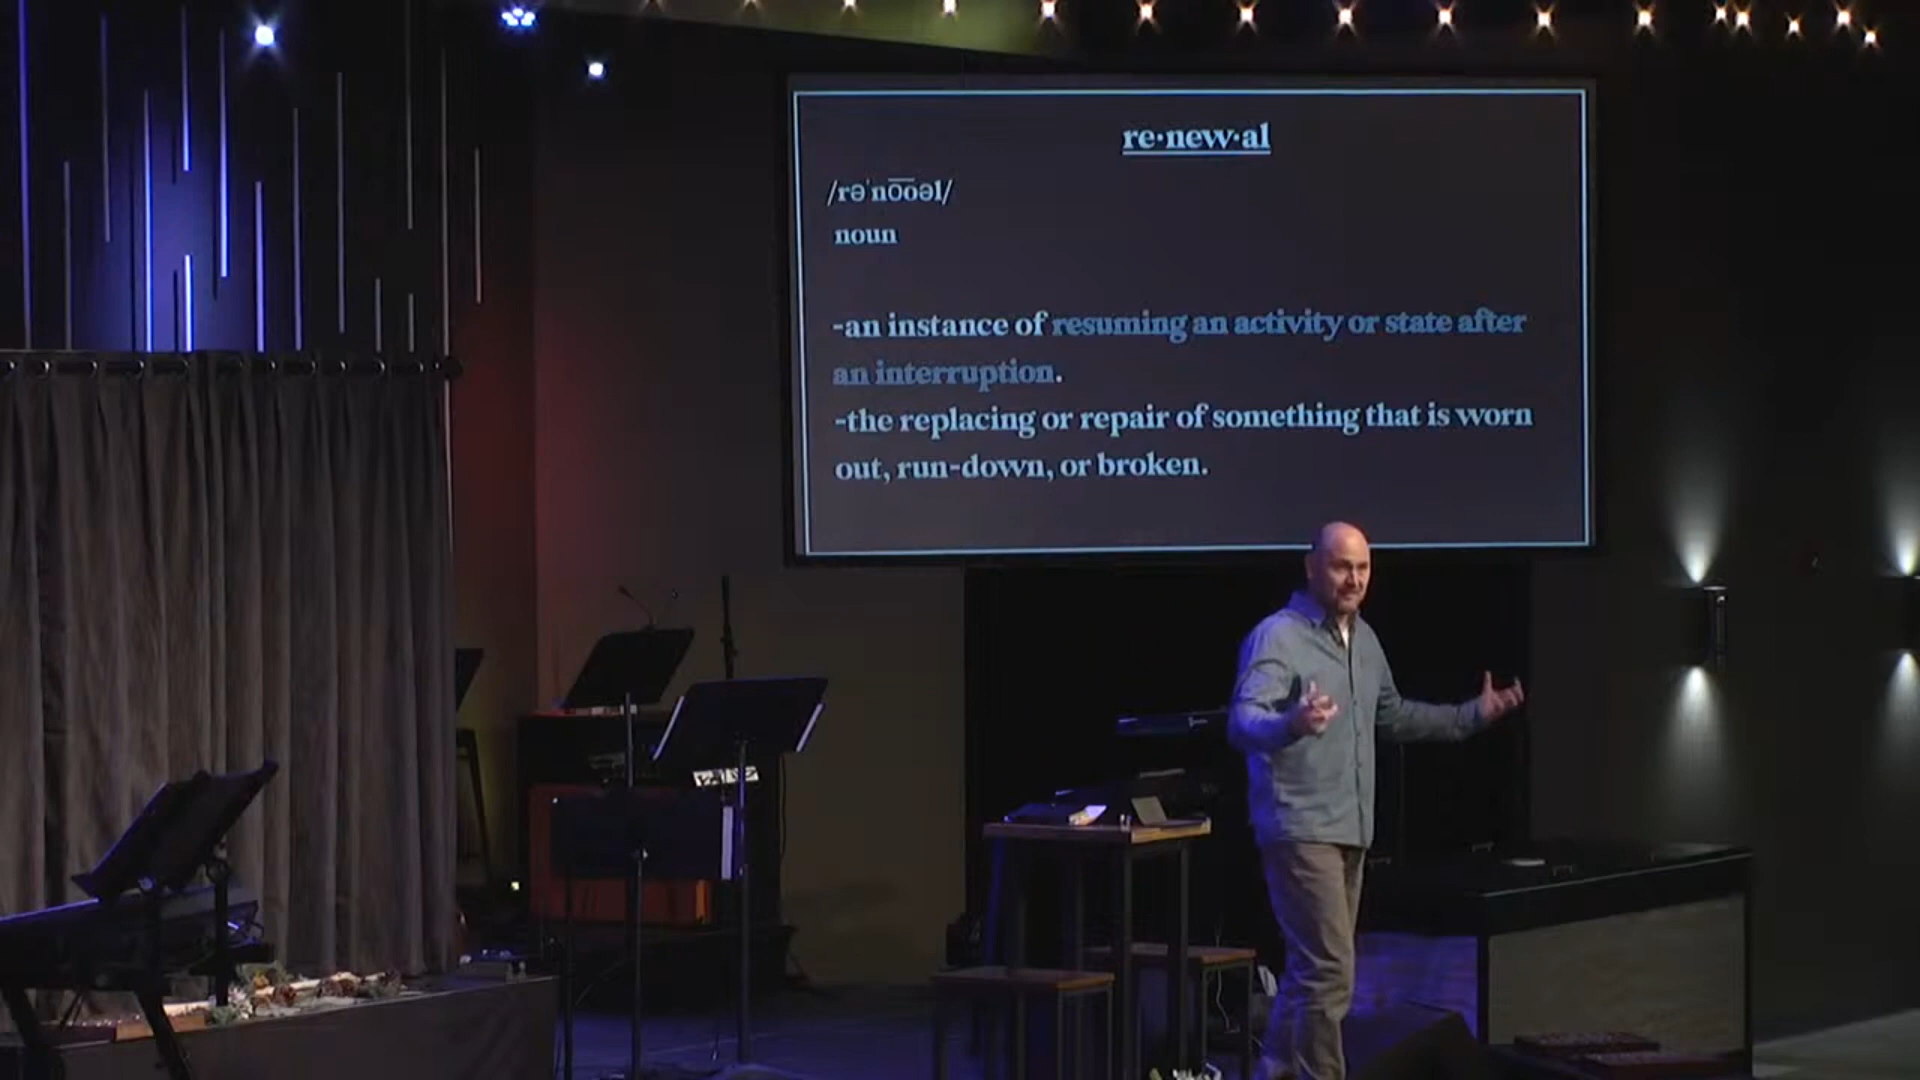 re·new·al
/rəˈno͞oəl/
noun
-an instance of resuming an activity or state after
an interruption.
-the replacing or repair of something that is worn
out, run-down, or broken.